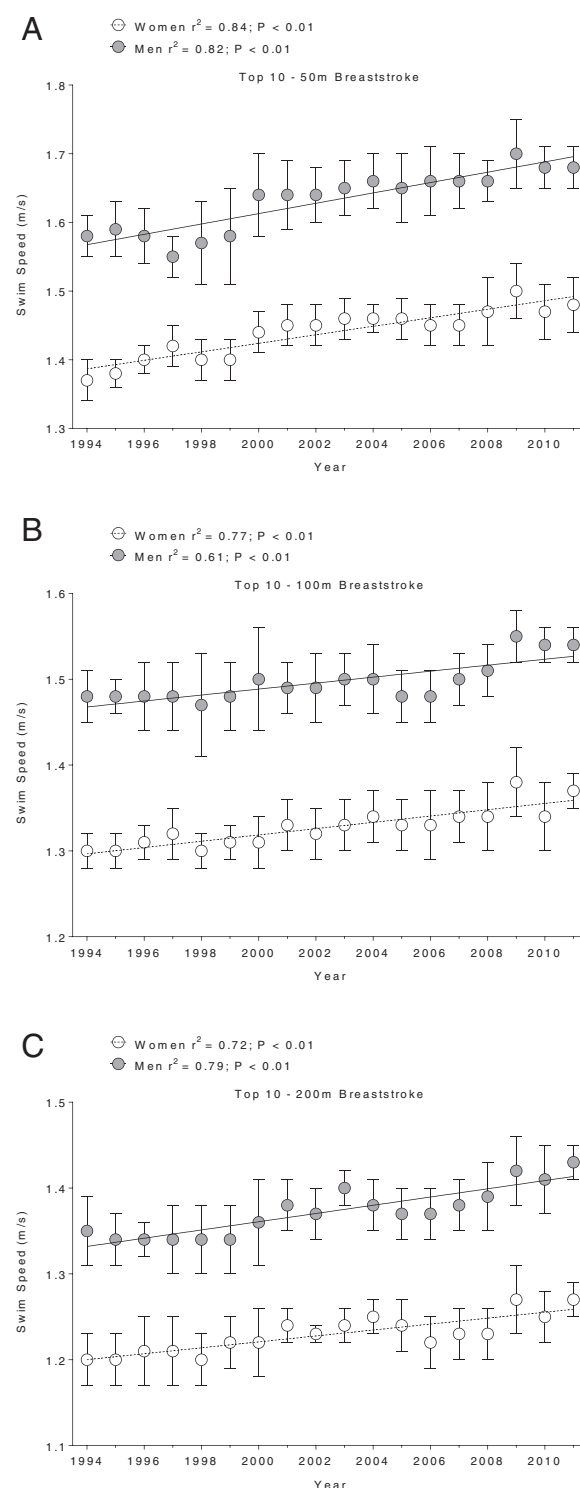 A
Women r² = 0.84; P < 0.01
Men r² = 0.82; P < 0.01
Top 10 - 50m Breaststroke
1.8
1.7
1.6
1.5
1.4
1.3
Swim Speed (m/s)
1994 1996 1998 2000 2002 2004 2006 2008 2010
Year
B
Women r² = 0.77; P < 0.01
Men r² = 0.61; P < 0.01
Top 10 - 100m Breaststroke
1.6
1.5
1.4
1.3
1.2
Swim Speed (m/s)
1994 1996 1998 2000 2002 2004 2006 2008 2010
Year
C
Women r² = 0.72; P < 0.01
Men r² = 0.79; P < 0.01
Top 10 - 200m Breaststroke
1.5
1.4
1.3
1.2
1.1
Swim Speed (m/s)
1994 1996 1998 2000 2002 2004 2006 2008 2010
Year